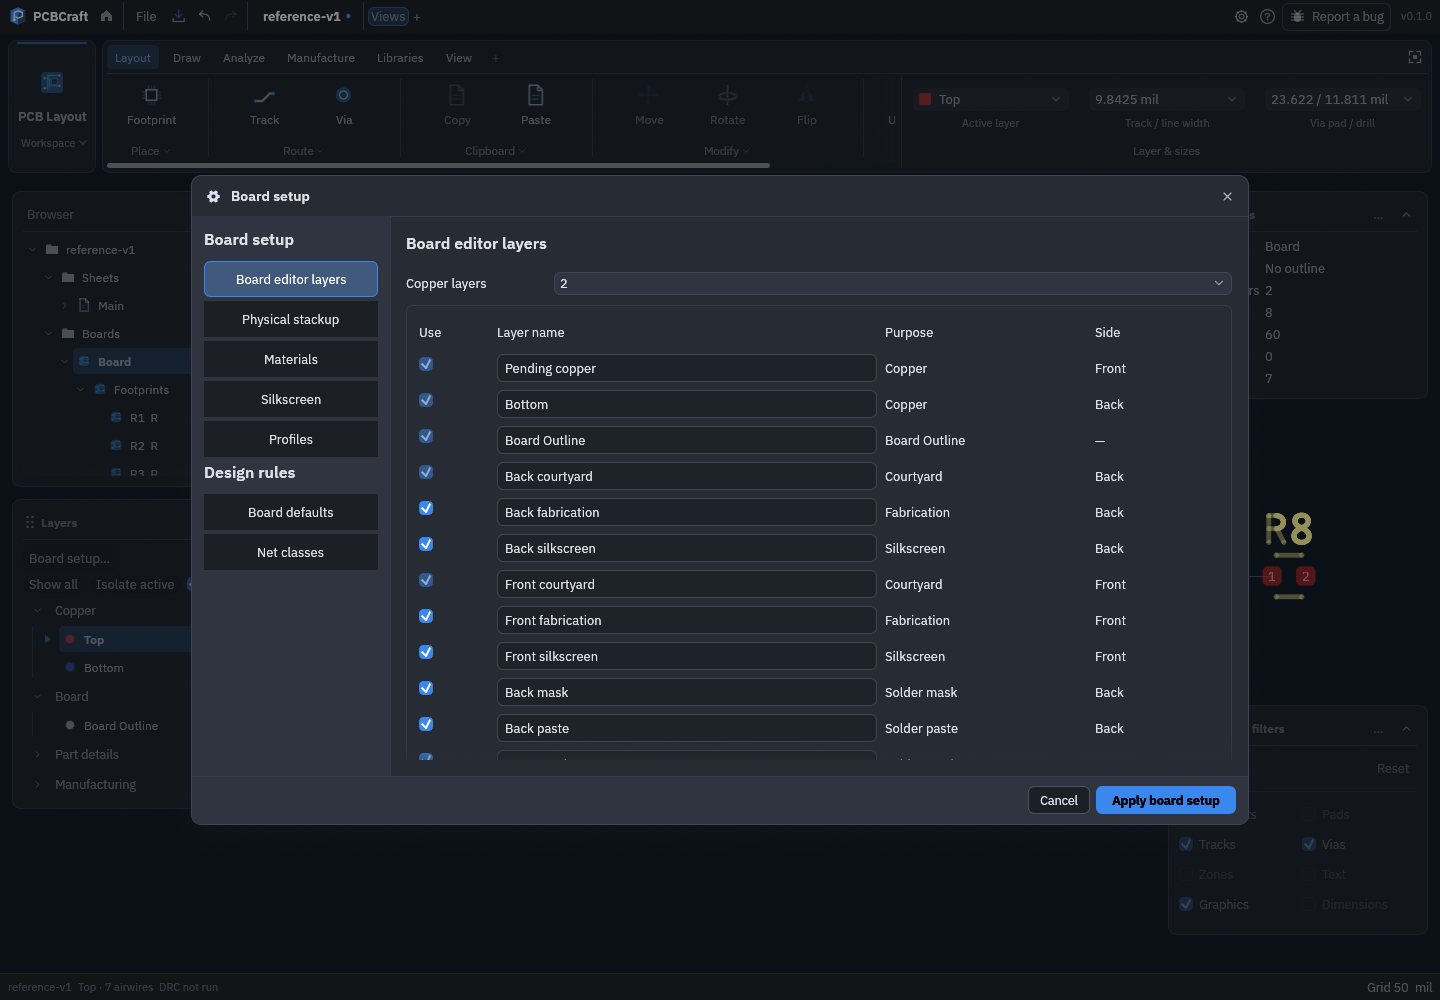 PCBCraft File reference-v1 • Views + Report a bug v0.1.0
Layout Draw Analyze Manufacture Libraries View +
PCB Layout
Workspace
Footprint Track Via Copy Paste Move Rotate Flip U
Place Route Clipboard Modify
Top 9.8425 mil 23.622 / 11.811 mil
Active layer Track / line width Via pad / drill
Layer & sizes
Browser
reference-v1
Sheets
Main
Boards
Board
Footprints
R1 R
R2 R
R3 R
Layers
Board setup...
Show all Isolate active
Copper
Top
Bottom
Board
Board Outline
Part details
Manufacturing
Board setup
Board setup
Board editor layers
Physical stackup
Materials
Silkscreen
Profiles
Design rules
Board defaults
Net classes
Board editor layers
Copper layers 2
Use Layer name Purpose Side
Pending copper Copper Front
Bottom Copper Back
Board Outline Board Outline —
Back courtyard Courtyard Back
Back fabrication Fabrication Back
Back silkscreen Silkscreen Back
Front courtyard Courtyard Front
Front fabrication Fabrication Front
Front silkscreen Silkscreen Front
Back mask Solder mask Back
Back paste Solder paste Back
Cancel Apply board setup
s ...
Board
No outline
rs 2
8
60
0
7
R8
1 2
filters ...
Reset
ts Pads
Tracks Vias
Zones Text
Graphics Dimensions
reference-v1 Top · 7 airwires DRC not run Grid 50 mil